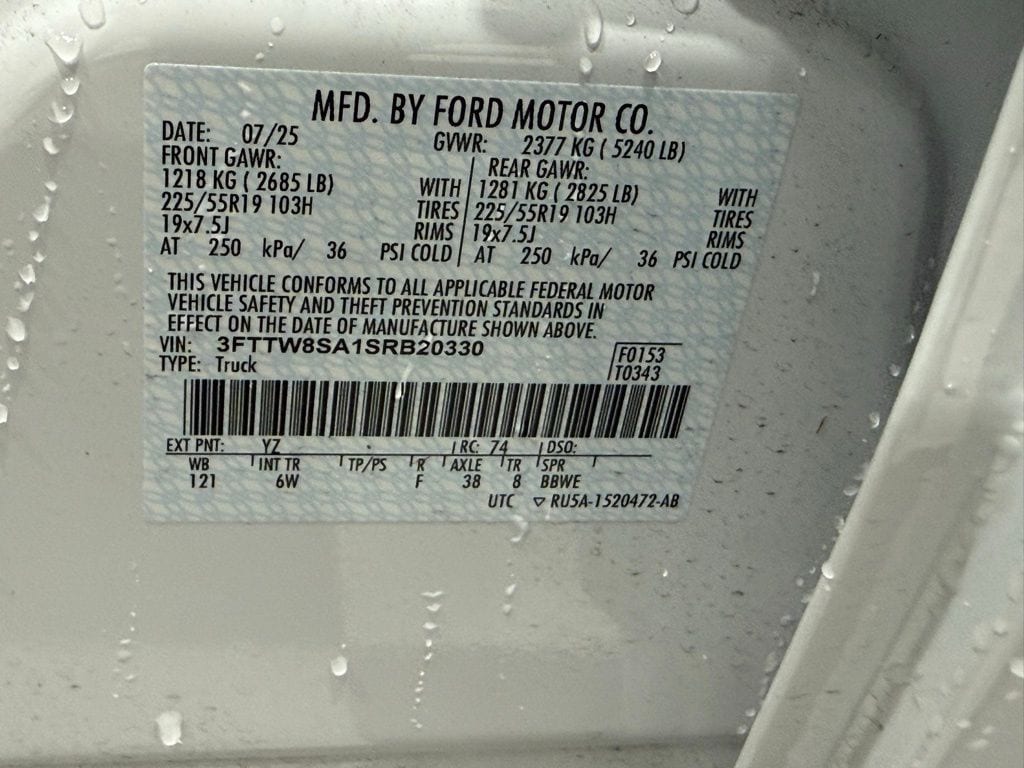 MFD. BY FORD MOTOR CO.
DATE: 07/25 GVWR: 2377 KG ( 5240 LB)
FRONT GAWR: REAR GAWR:
1218 KG ( 2685 LB) WITH 1281 KG ( 2825 LB) WITH
225/55R19 103H TIRES 225/55R19 103H TIRES
19x7.5J RIMS 19x7.5J RIMS
AT 250 kPa/ 36 PSI COLD AT 250 kPa/ 36 PSI COLD
THIS VEHICLE CONFORMS TO ALL APPLICABLE FEDERAL MOTOR
VEHICLE SAFETY AND THEFT PREVENTION STANDARDS IN
EFFECT ON THE DATE OF MANUFACTURE SHOWN ABOVE.
VIN: 3FTTW8SA1SRB20330 F0153
TYPE: Truck T0343
EXT PNT: YZ RC: 74 DSO:
WB INT TR TP/PS R AXLE TR SPR
121 6W F 38 8 BBWE
UTC ▽ RU5A-1520472-AB